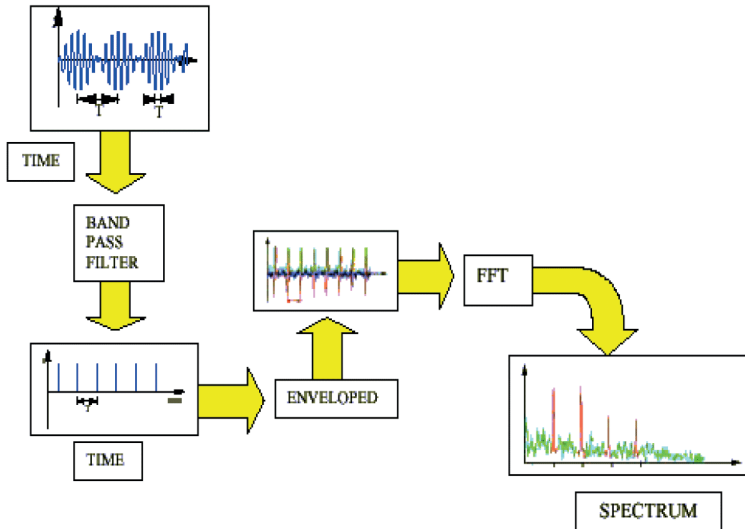 T
T
TIME
BAND
PASS
FILTER
T
TIME
ENVELOPED
FFT
SPECTRUM